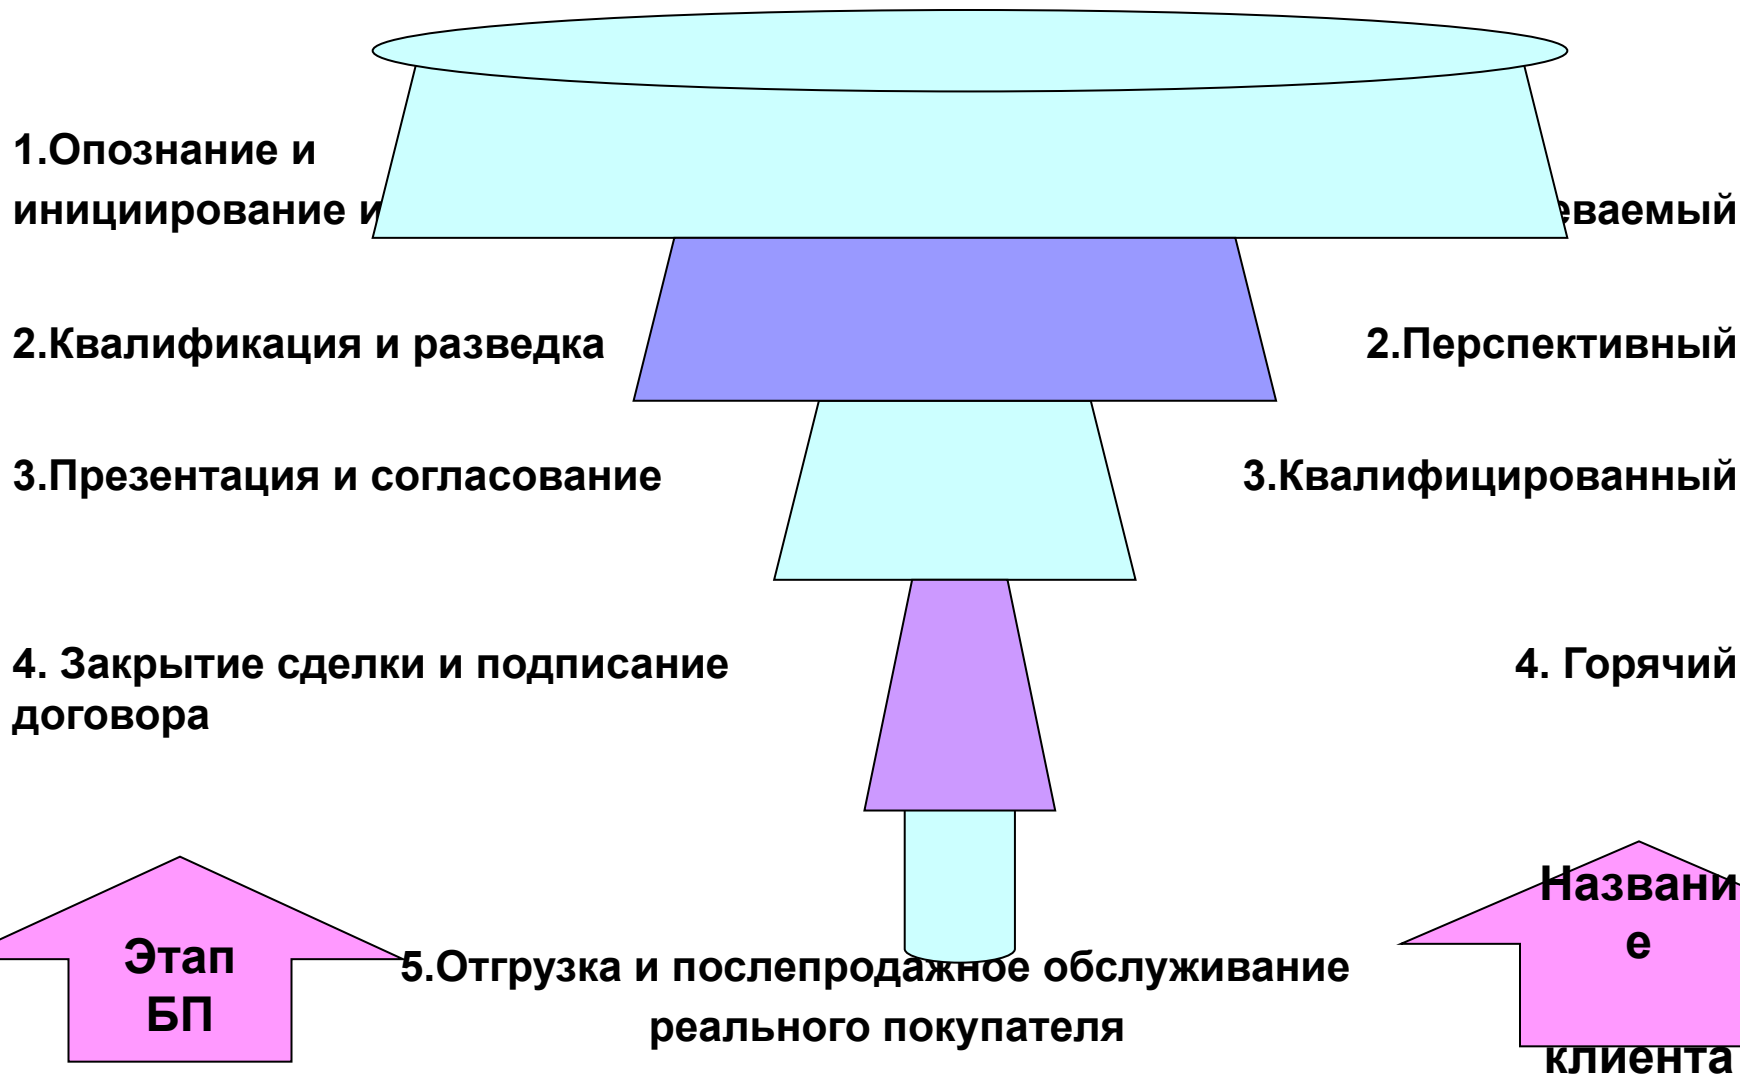 1.Опознание и
инициирование и
еваемый
2.Квалификация и разведка
2.Перспективный
3.Презентация и согласование
3.Квалифицированный
4. Закрытие сделки и подписание
договора
4. Горячий
Этап
БП
5.Отгрузка и послепродажное обслуживание
реального покупателя
Названи
е
клиента